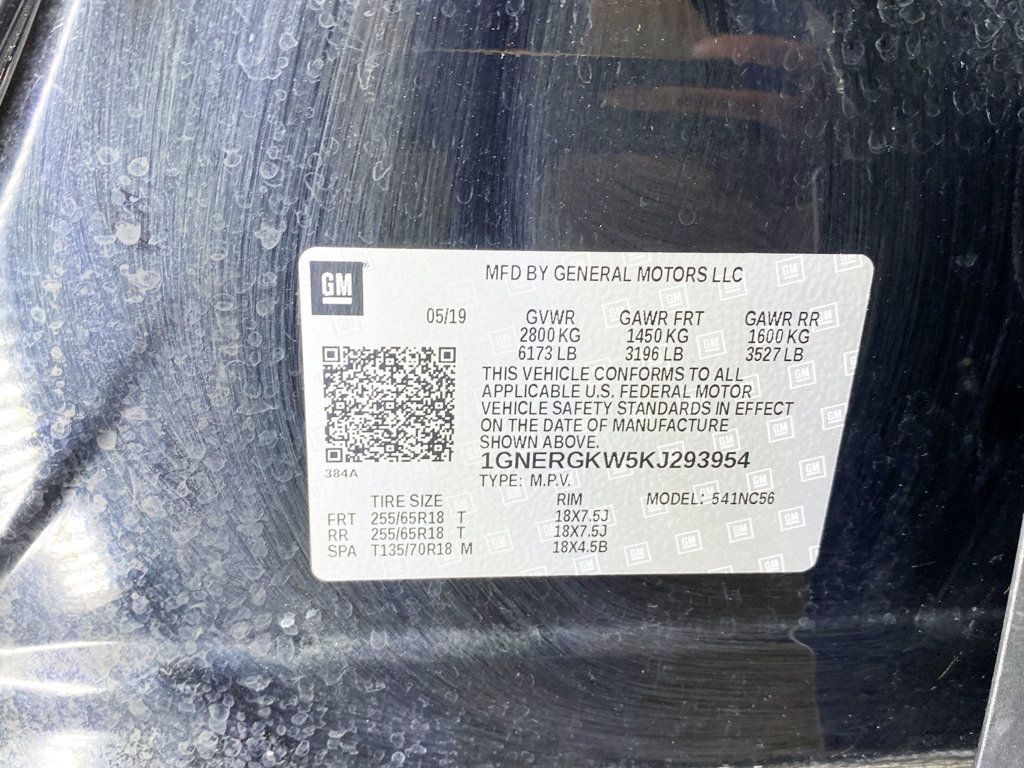 GM
MFD BY GENERAL MOTORS LLC
05/19 GVWR GAWR FRT GAWR RR
2800 KG 1450 KG 1600 KG
6173 LB 3196 LB 3527 LB
THIS VEHICLE CONFORMS TO ALL
APPLICABLE U.S. FEDERAL MOTOR
VEHICLE SAFETY STANDARDS IN EFFECT
ON THE DATE OF MANUFACTURE
SHOWN ABOVE.
1GNERGKW5KJ293954
384A
TYPE: M.P.V.
TIRE SIZE RIM MODEL: 541NC56
FRT 255/65R18 T 18X7.5J
RR 255/65R18 T 18X7.5J
SPA T135/70R18 M 18X4.5B